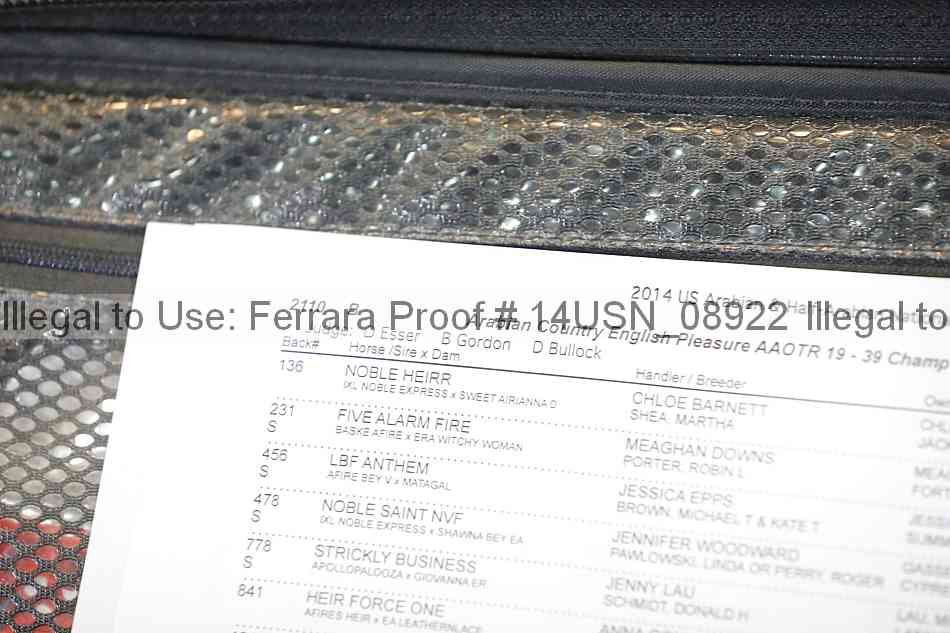 2014 US Arabian & Half-Arabian Nation
2110 B
Arabian Country English Pleasure AAOTR 19 - 39 Champ
Illegal to Use: Ferrara Proof # 14USN_08922 Illegal to
Judge: D Esser B Gordon D Bullock
Back# Horse /Sire x Dam Handler / Breeder Own
136 NOBLE HEIRR CHLOE BARNETT
IXL NOBLE EXPRESS x SWEET AIRIANNA D SHEA, MARTHA
231 FIVE ALARM FIRE MEAGHAN DOWNS
S BASKE AFIRE x ERA WITCHY WOMAN PORTER, ROBIN L
456 LBF ANTHEM JESSICA EPPS
S AFIRE BEY V x MATAGAL BROWN, MICHAEL T & KATE T
478 NOBLE SAINT NVF JENNIFER WOODWARD
S IXL NOBLE EXPRESS x SHAWNA BEY EA PAWLOWSKI, LINDA OR PERRY, ROGER
778 STRICKLY BUSINESS JENNY LAU
S APOLLOPALOOZA x GIOVANNA ER SCHMIDT, DONALD H
841 HEIR FORCE ONE
AFIRES HEIR x EA LEATHERNLACE